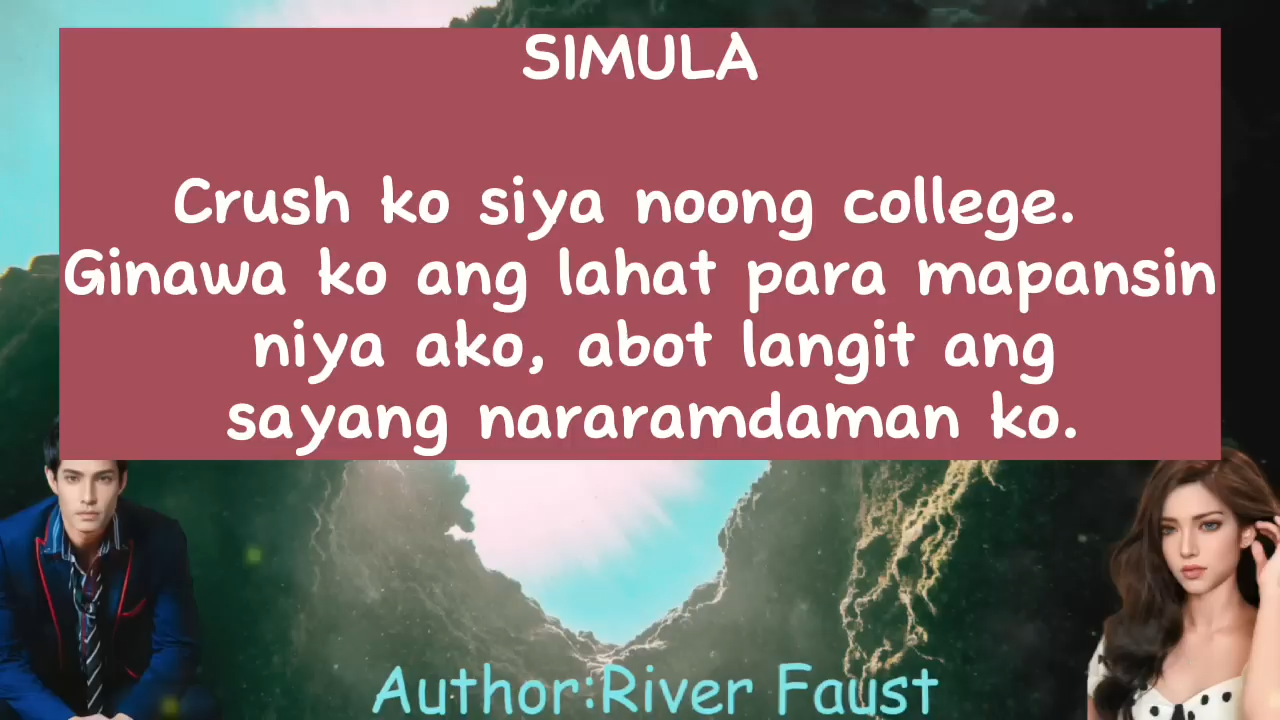 SIMULA
Crush ko siya noong college.
Ginawa ko ang lahat para mapansin
niya ako, abot langit ang
sayang nararamdaman ko.
Author:River Faust